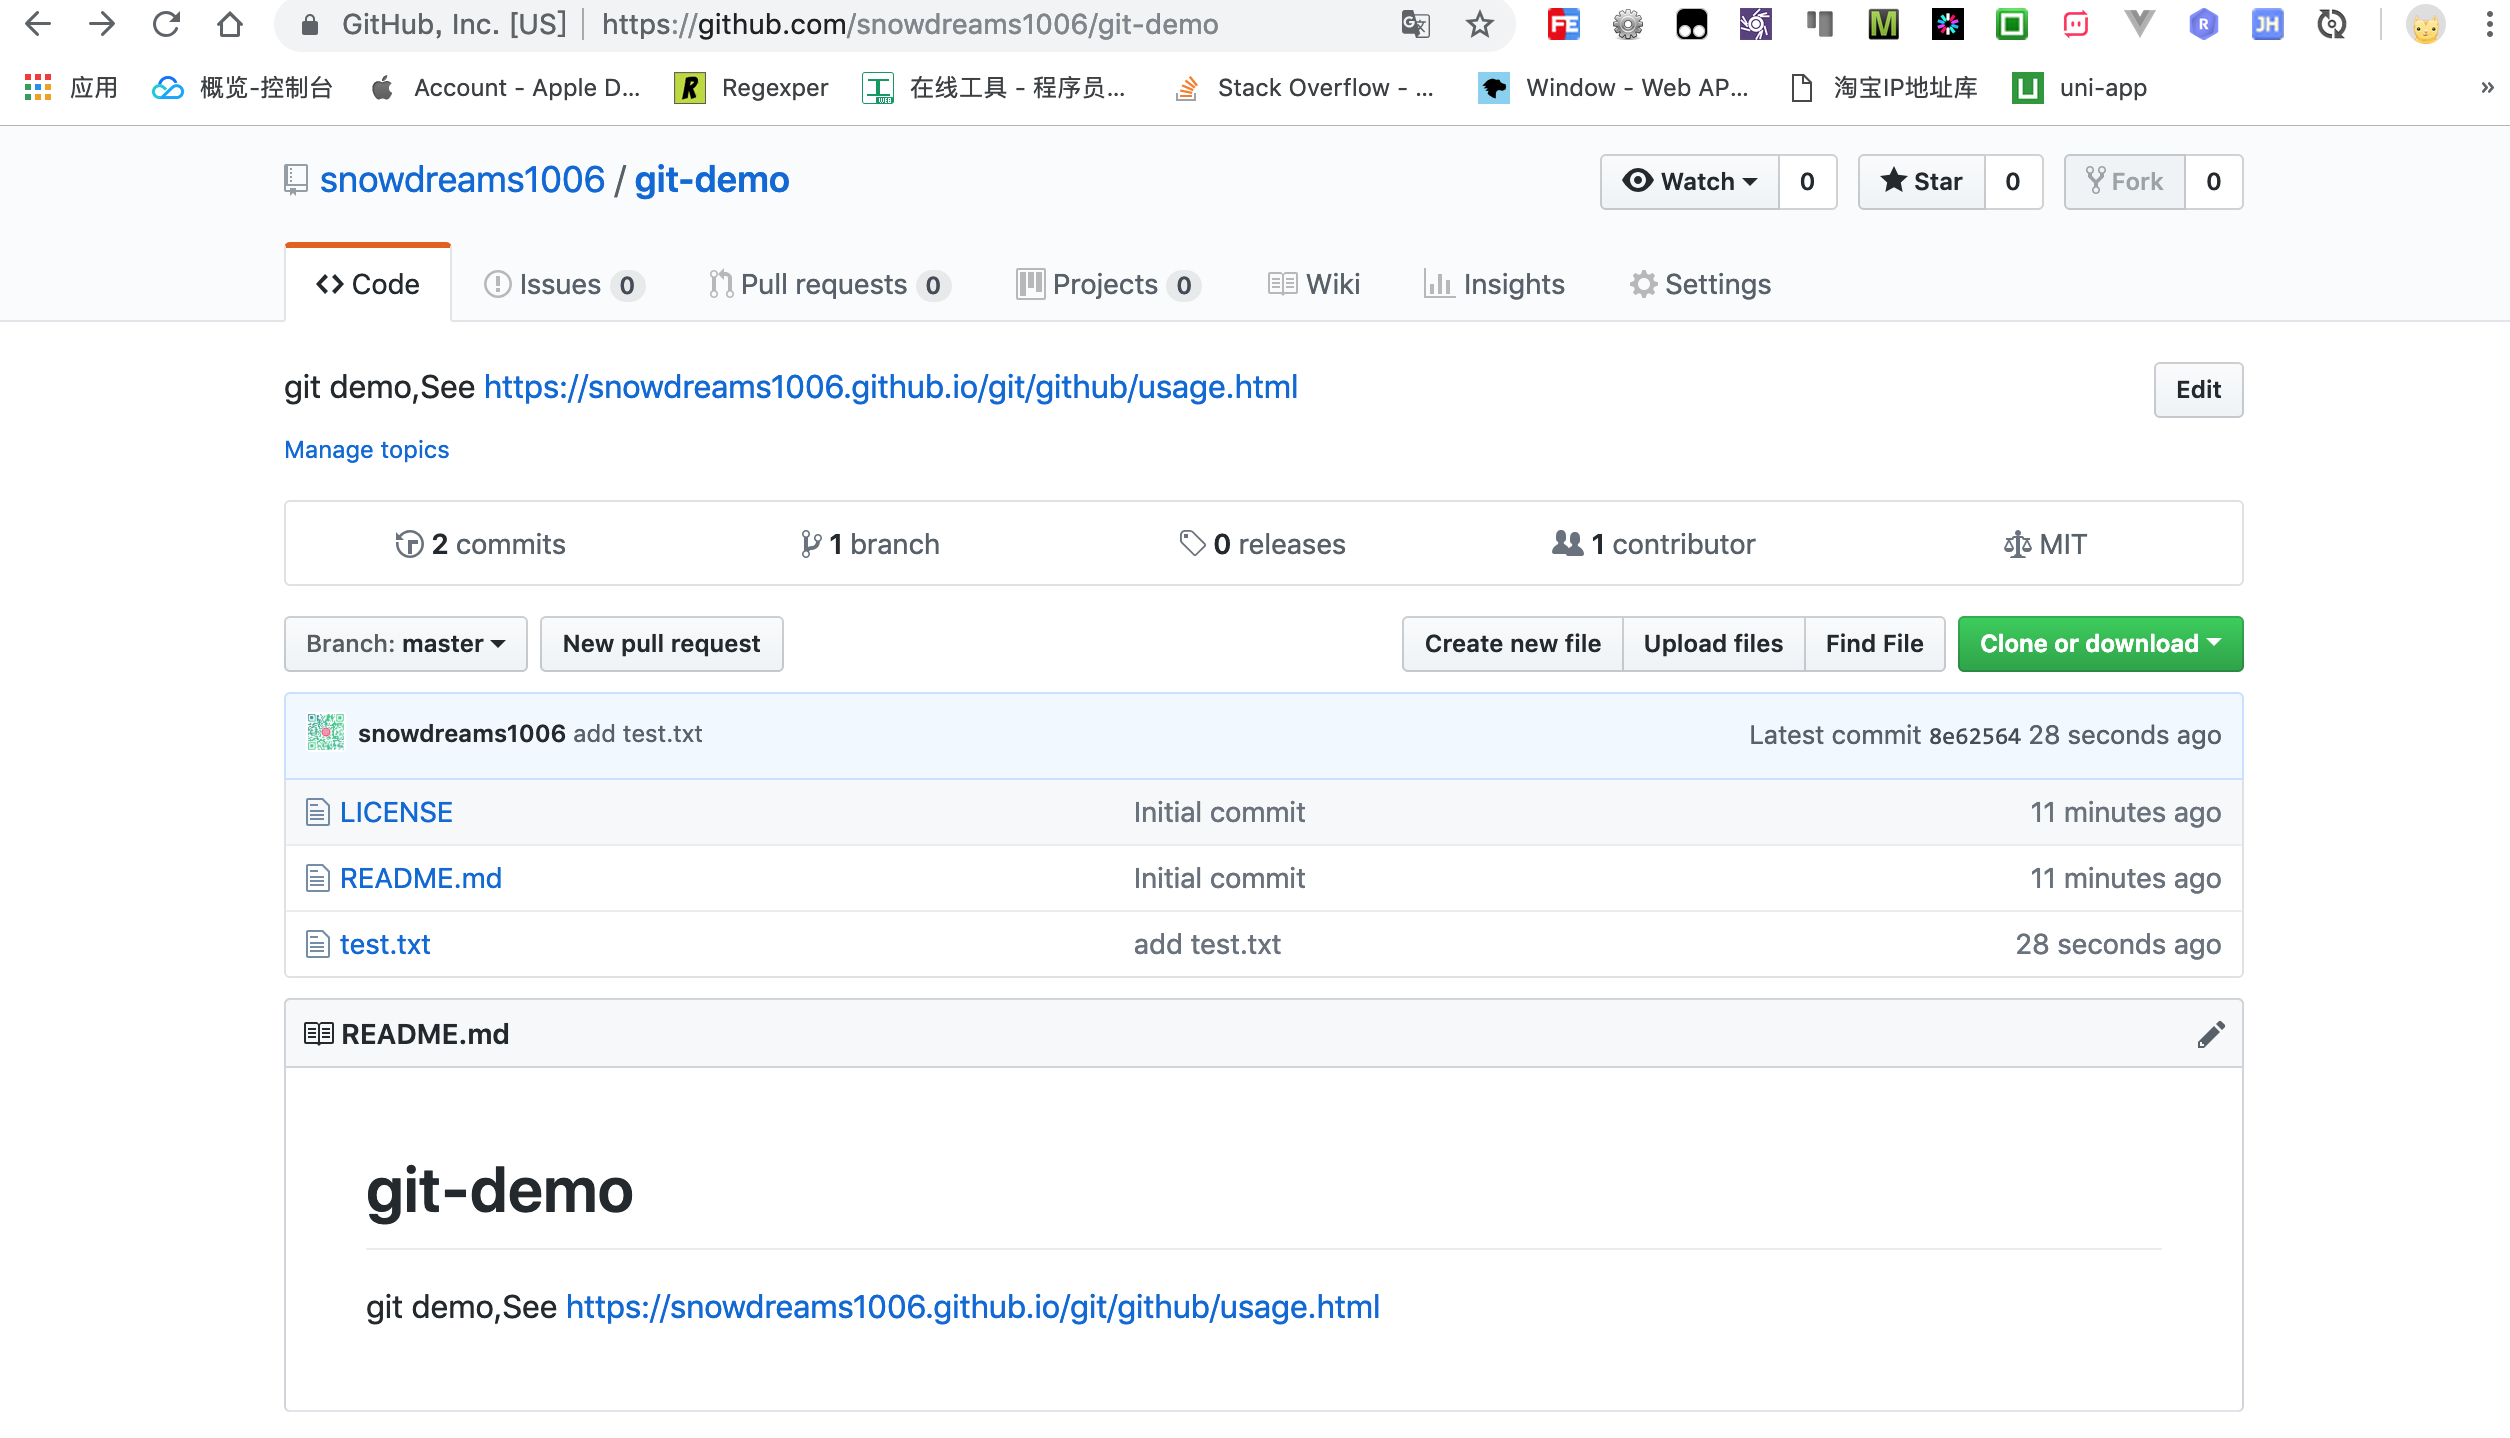 GitHub, Inc. [US] https://github.com/snowdreams1006/git-demo
应用 概览-控制台 Account - Apple D... Regexper 在线工具 - 程序员... Stack Overflow - ... Window - Web AP... 淘宝IP地址库 uni-app »
snowdreams1006 / git-demo
Watch 0 Star 0 Fork 0
Code Issues 0 Pull requests 0 Projects 0 Wiki Insights Settings
git demo,See https://snowdreams1006.github.io/git/github/usage.html
Edit
Manage topics
2 commits 1 branch 0 releases 1 contributor MIT
Branch: master New pull request Create new file Upload files Find File Clone or download
snowdreams1006 add test.txt Latest commit 8e62564 28 seconds ago
LICENSE Initial commit 11 minutes ago
README.md Initial commit 11 minutes ago
test.txt add test.txt 28 seconds ago
README.md
git-demo
git demo,See https://snowdreams1006.github.io/git/github/usage.html